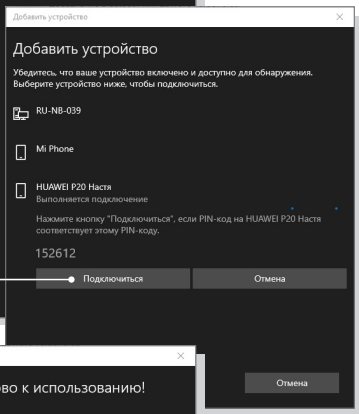 Добавить устройство
Добавить устройство
Убедитесь, что ваше устройство включено и доступно для обнаружения.
Выберите устройство ниже, чтобы подключиться.
RU-NB-039
Mi Phone
HUAWEI P20 Настя
Выполняется подключение
Нажмите кнопку "Подключиться", если PIN-код на HUAWEI P20 Настя
соответствует этому PIN-коду.
152612
Подключиться
Отмена
во к использованию!
Отмена